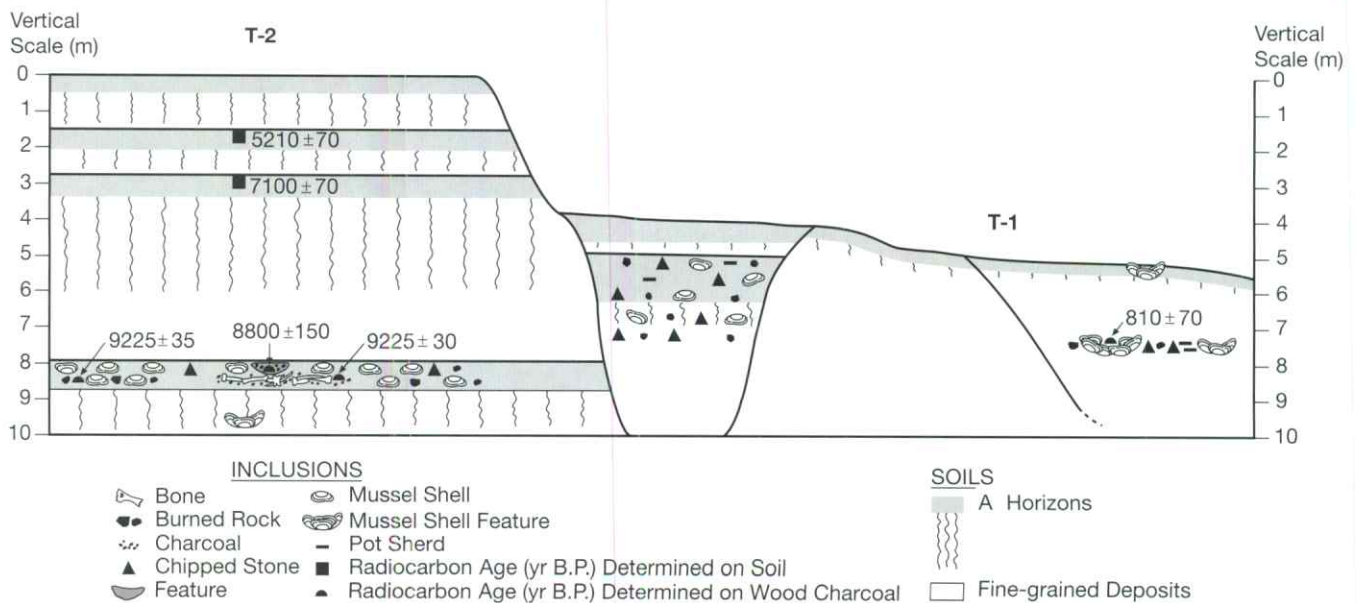 Vertical
Scale (m)
T-2
Vertical
Scale (m)
0
1
2
3
4
5
6
7
8
9
10
5210 ±70
7100 ±70
9225 ± 35
8800 ±150
9225 ± 30
T-1
810 ±70
0
1
2
3
4
5
6
7
8
9
10
INCLUSIONS
Bone
Burned Rock
Charcoal
Chipped Stone
Feature
Mussel Shell
Mussel Shell Feature
Pot Sherd
Radiocarbon Age (yr B.P.) Determined on Soil
Radiocarbon Age (yr B.P.) Determined on Wood Charcoal
SOILS
A Horizons
Fine-grained Deposits